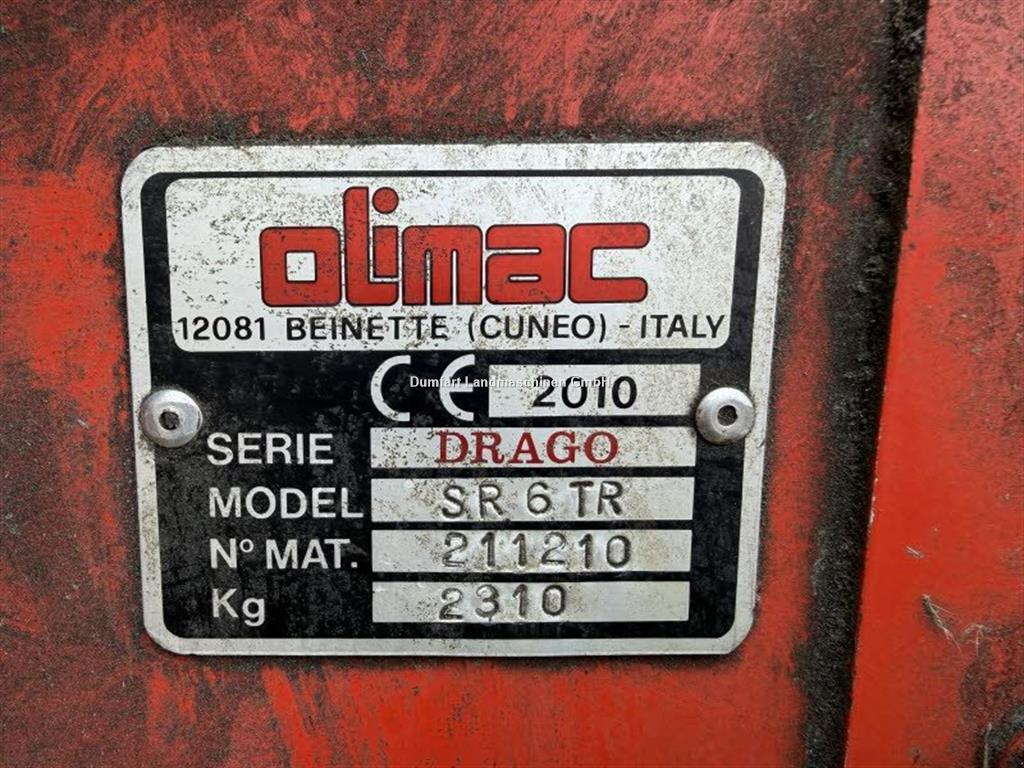 olimac
12081 BEINETTE (CUNEO) - ITALY
CE 2010
Dumfart Landmaschinen GmbH
SERIE DRAGO
MODEL SR 6 TR
Nº MAT. 211210
Kg 2310